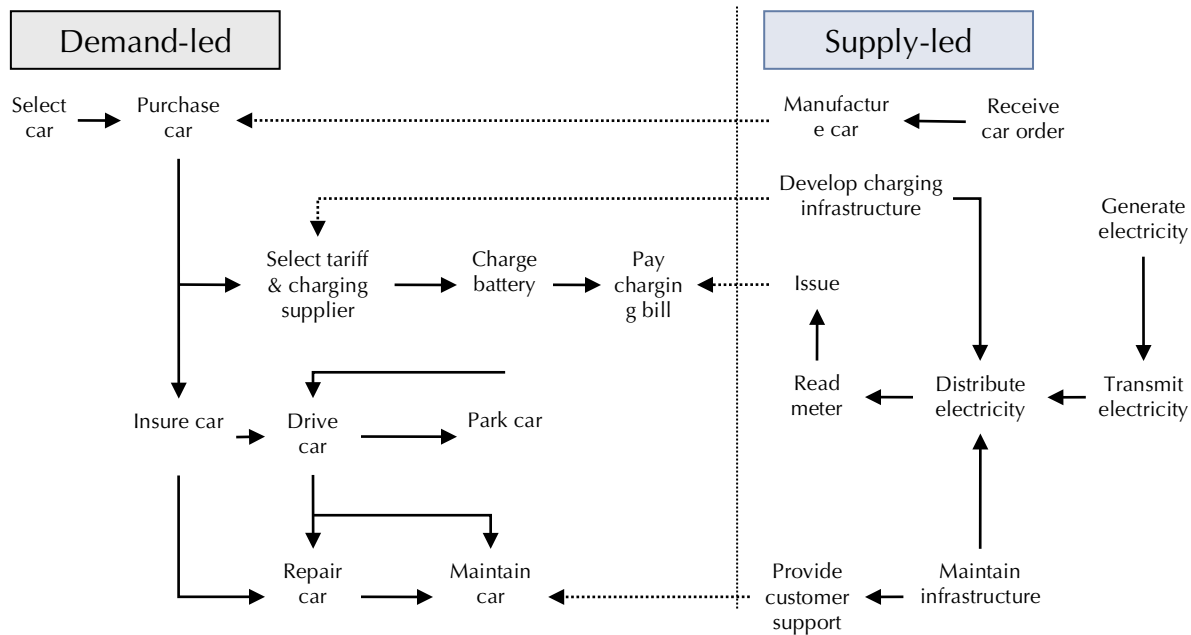 Demand-led
Supply-led
Select
car
Purchase
car
Manufactur
e car
Receive
car order
Develop charging
infrastructure
Generate
electricity
Select tariff
& charging
supplier
Charge
battery
Pay
chargin
g bill
Issue
Read
meter
Distribute
electricity
Transmit
electricity
Insure car
Drive
car
Park car
Repair
car
Maintain
car
Provide
customer
support
Maintain
infrastructure